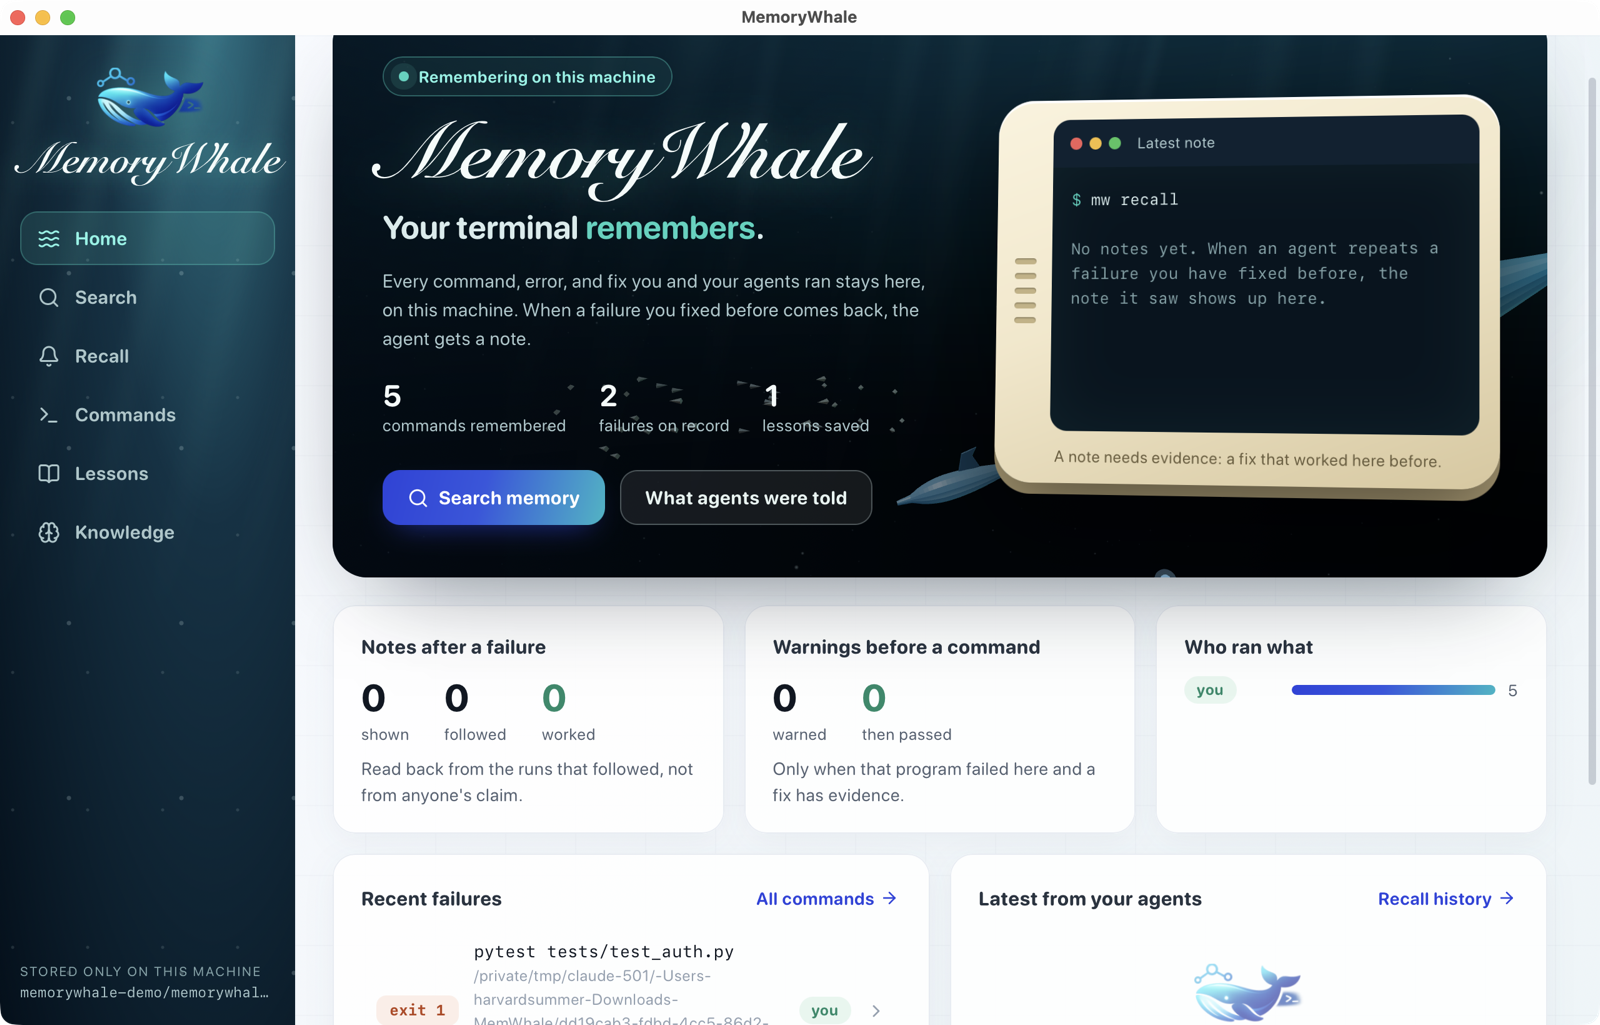 MemoryWhale
MemoryWhale
Home
Search
Recall
Commands
Lessons
Knowledge
STORED ONLY ON THIS MACHINE
memorywhale-demo/memorywhal…
Remembering on this machine
MemoryWhale
Your terminal remembers.
Every command, error, and fix you and your agents ran stays here,
on this machine. When a failure you fixed before comes back, the
agent gets a note.
5
commands remembered
2
failures on record
1
lessons saved
Search memory
What agents were told
Latest note
$ mw recall
No notes yet. When an agent repeats a
failure you have fixed before, the
note it saw shows up here.
A note needs evidence: a fix that worked here before.
Notes after a failure
0 0 0
shown followed worked
Read back from the runs that followed, not
from anyone's claim.
Warnings before a command
0 0
warned then passed
Only when that program failed here and a
fix has evidence.
Who ran what
you 5
Recent failures
All commands →
exit 1
pytest tests/test_auth.py
/private/tmp/claude-501/-Users-
harvardsummer-Downloads-
MemWhale/dd19cab3-fdbd-4cc5-86d2-
you
Latest from your agents
Recall history →